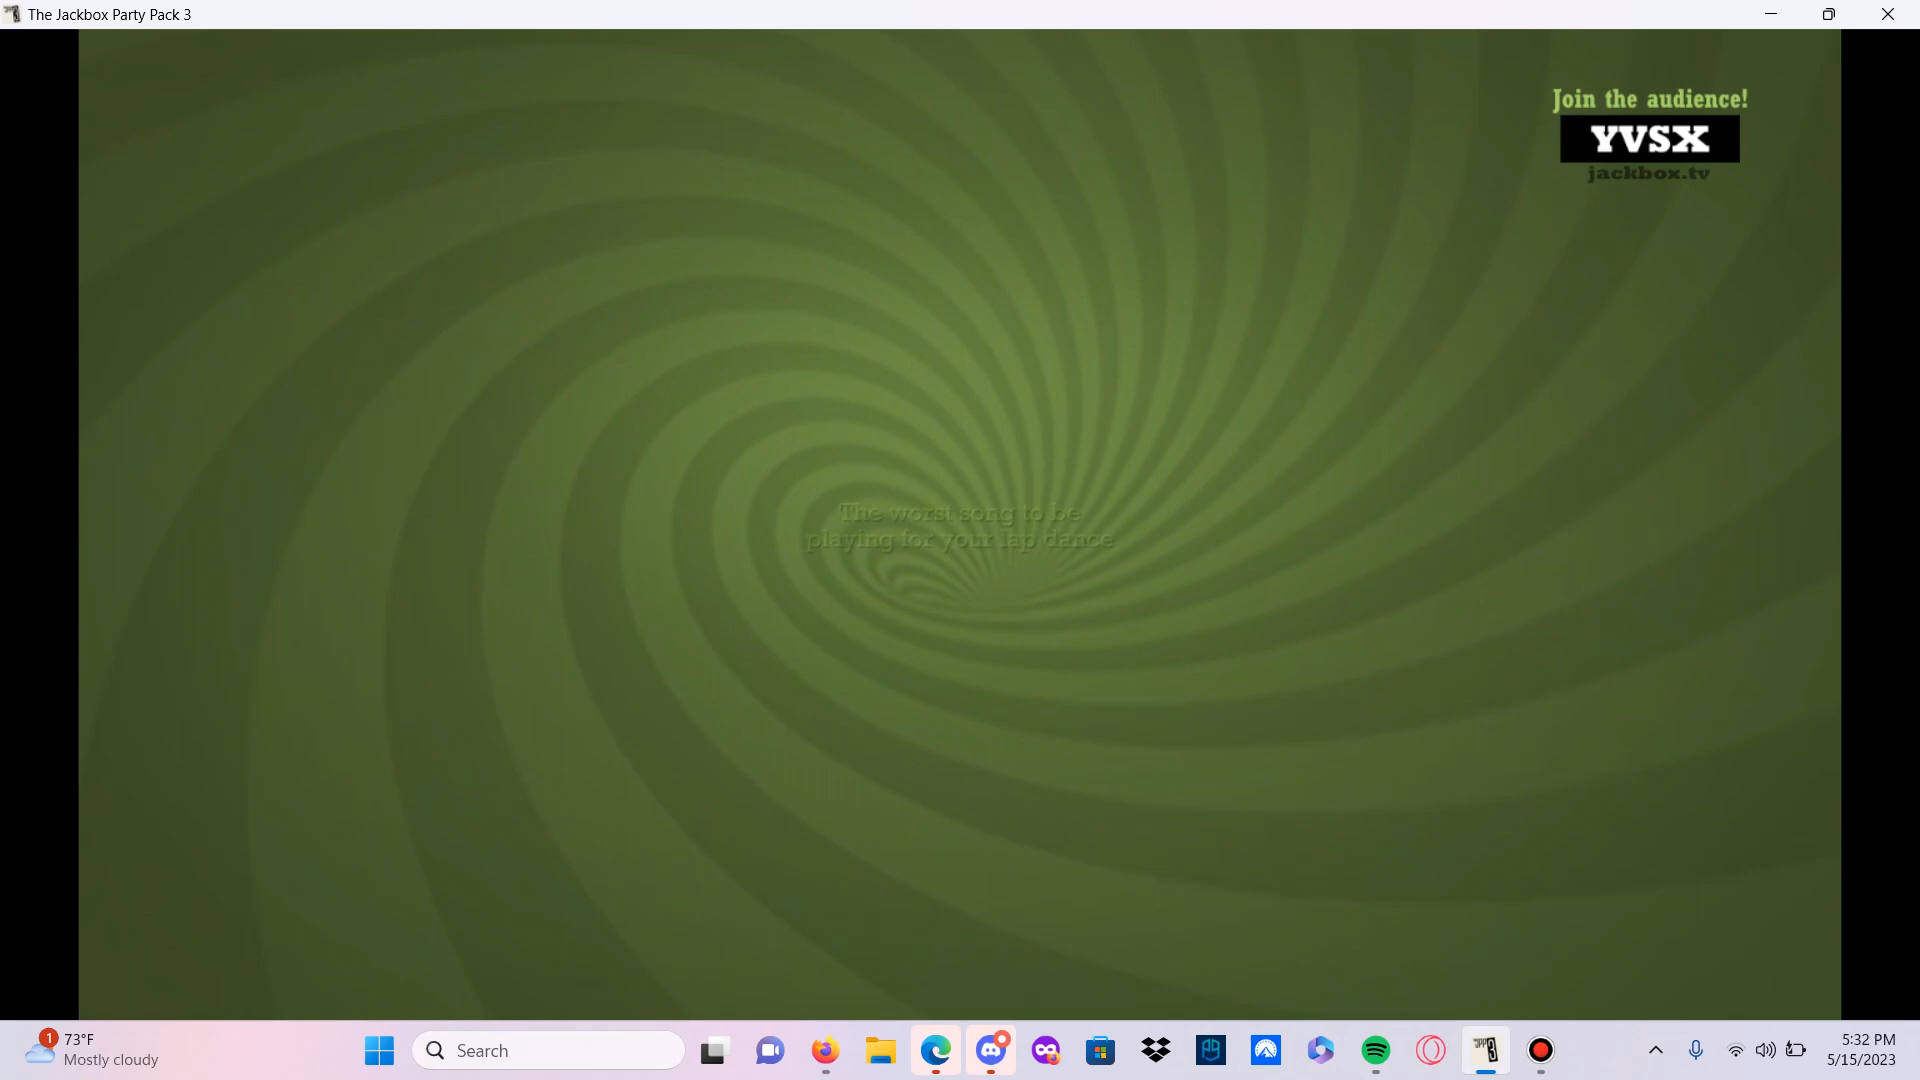 The Jackbox Party Pack 3
Join the audience!
YVSX
jackbox.tv
The worst song to be
playing for your lap dance
1
73°F
Mostly cloudy
Search
5:32 PM
5/15/2023